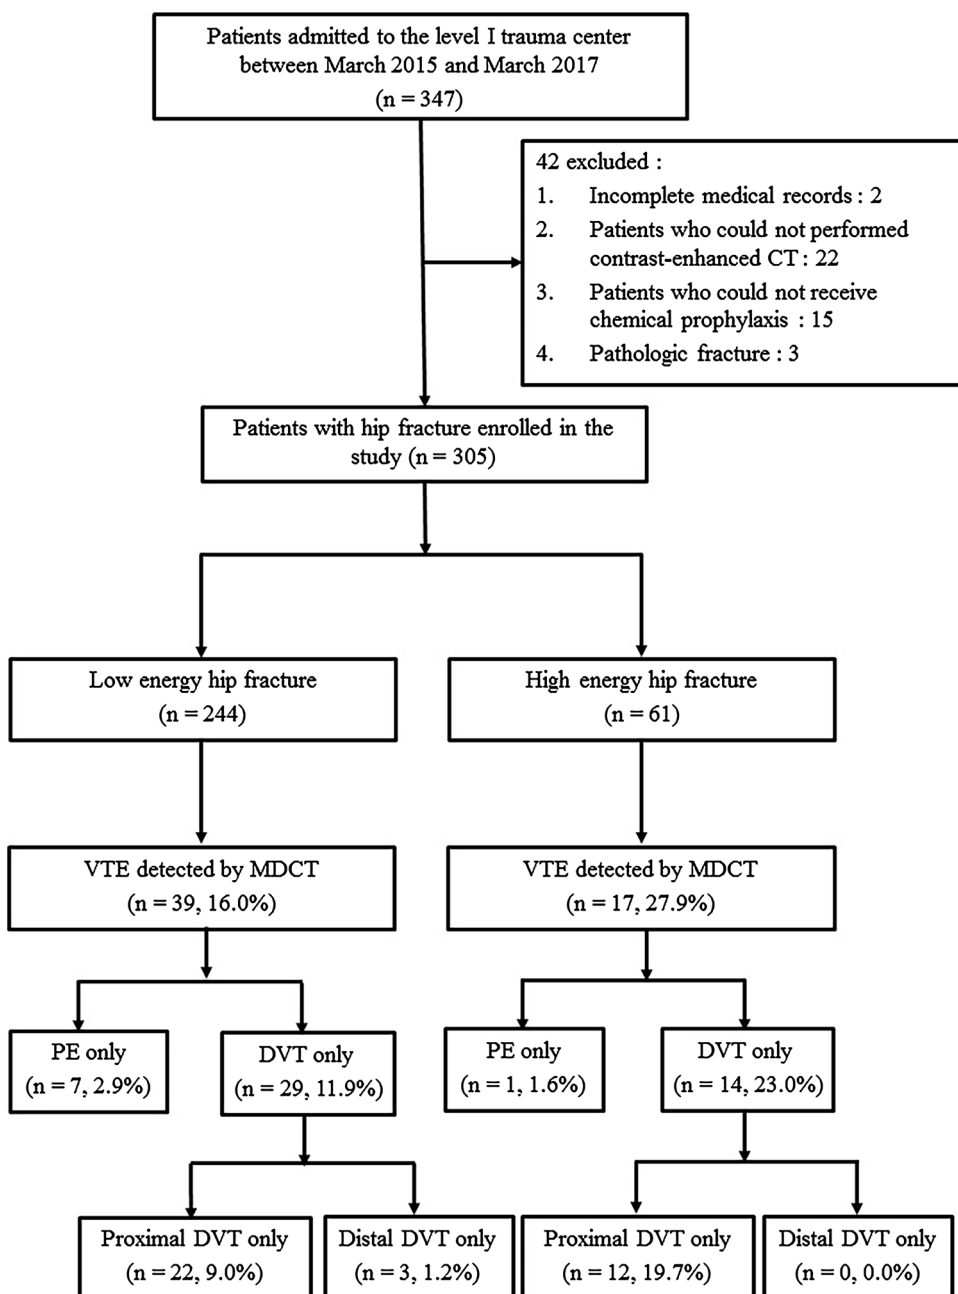 Patients admitted to the level I trauma center
between March 2015 and March 2017
(n = 347)
42 excluded :
1. Incomplete medical records : 2
2. Patients who could not performed
contrast-enhanced CT : 22
3. Patients who could not receive
chemical prophylaxis : 15
4. Pathologic fracture : 3
Patients with hip fracture enrolled in the
study (n = 305)
Low energy hip fracture
(n = 244)
High energy hip fracture
(n = 61)
VTE detected by MDCT
(n = 39, 16.0%)
VTE detected by MDCT
(n = 17, 27.9%)
PE only
(n = 7, 2.9%)
DVT only
(n = 29, 11.9%)
PE only
(n = 1, 1.6%)
DVT only
(n = 14, 23.0%)
Proximal DVT only
(n = 22, 9.0%)
Distal DVT only
(n = 3, 1.2%)
Proximal DVT only
(n = 12, 19.7%)
Distal DVT only
(n = 0, 0.0%)